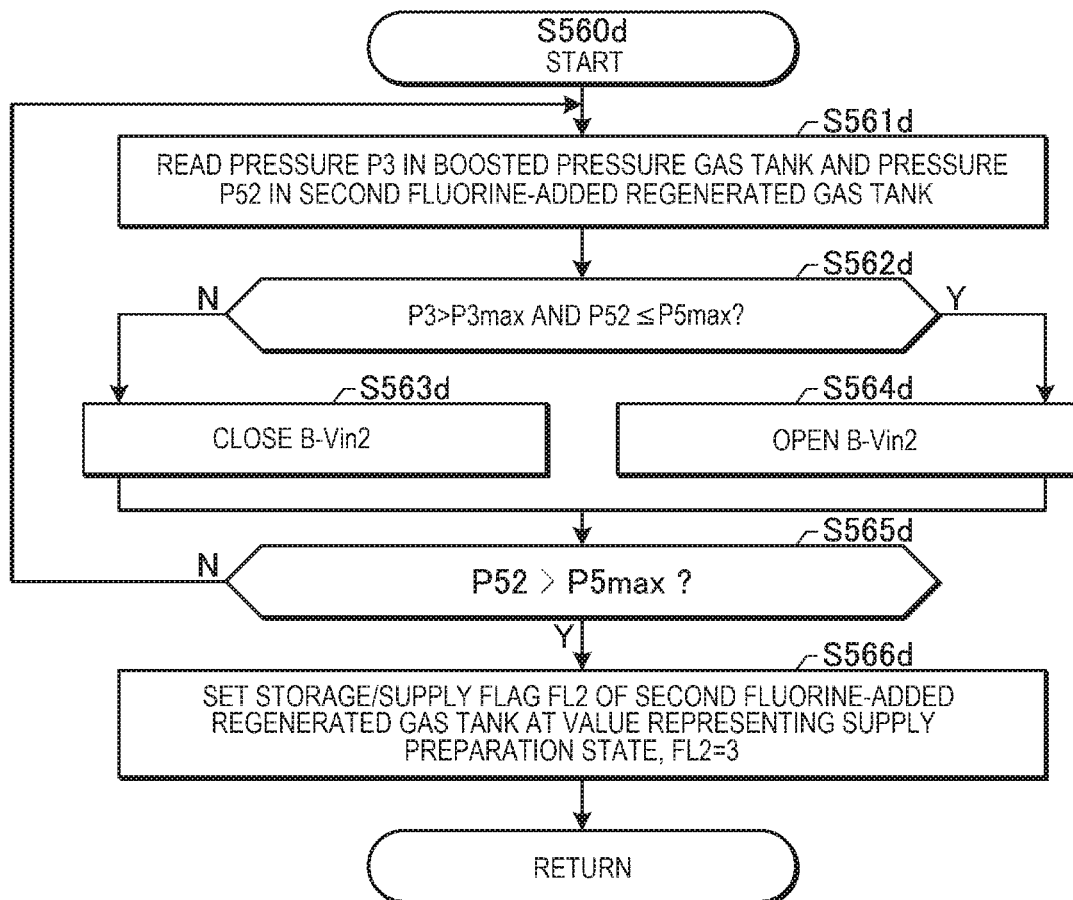 S560d
START
S561d
READ PRESSURE P3 IN BOOSTED PRESSURE GAS TANK AND PRESSURE
P52 IN SECOND FLUORINE-ADDED REGENERATED GAS TANK
S562d
N
Y
P3>P3max AND P52 ≤P5max?
S563d
S564d
CLOSE B-Vin2
OPEN B-Vin2
S565d
N
P52 > P5max ?
Y
S566d
SET STORAGE/SUPPLY FLAG FL2 OF SECOND FLUORINE-ADDED
REGENERATED GAS TANK AT VALUE REPRESENTING SUPPLY
PREPARATION STATE, FL2=3
RETURN